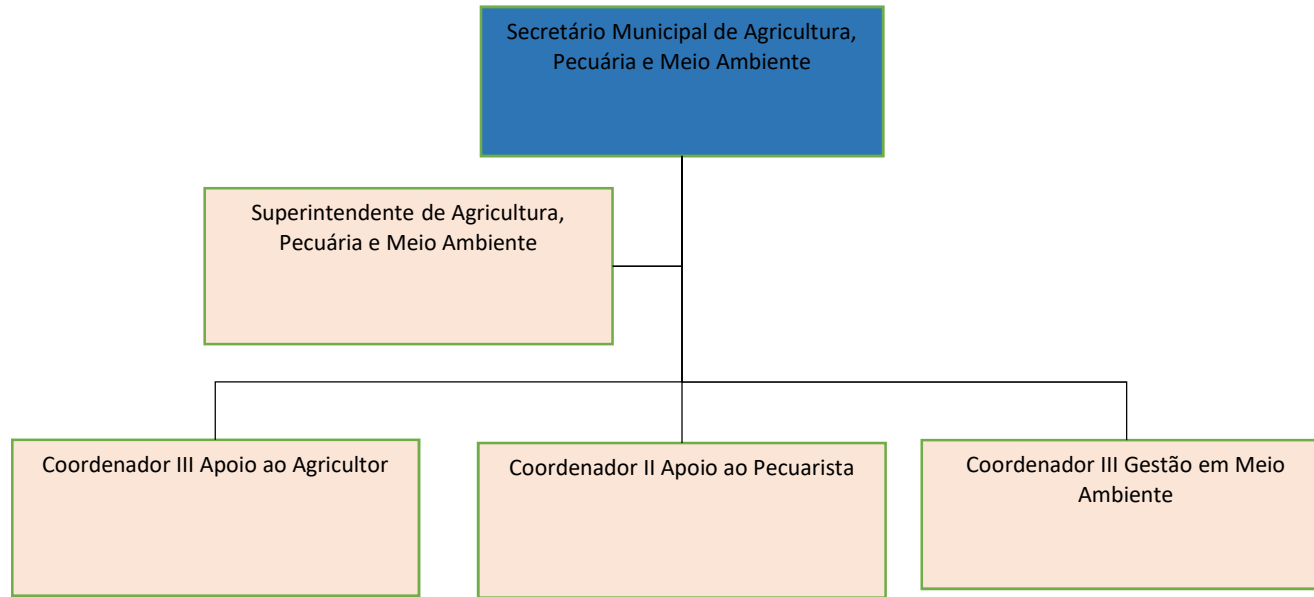 Secretário Municipal de Agricultura,
Pecuária e Meio Ambiente
Superintendente de Agricultura,
Pecuária e Meio Ambiente
Coordenador III Apoio ao Agricultor
Coordenador II Apoio ao Pecuarista
Coordenador III Gestão em Meio
Ambiente